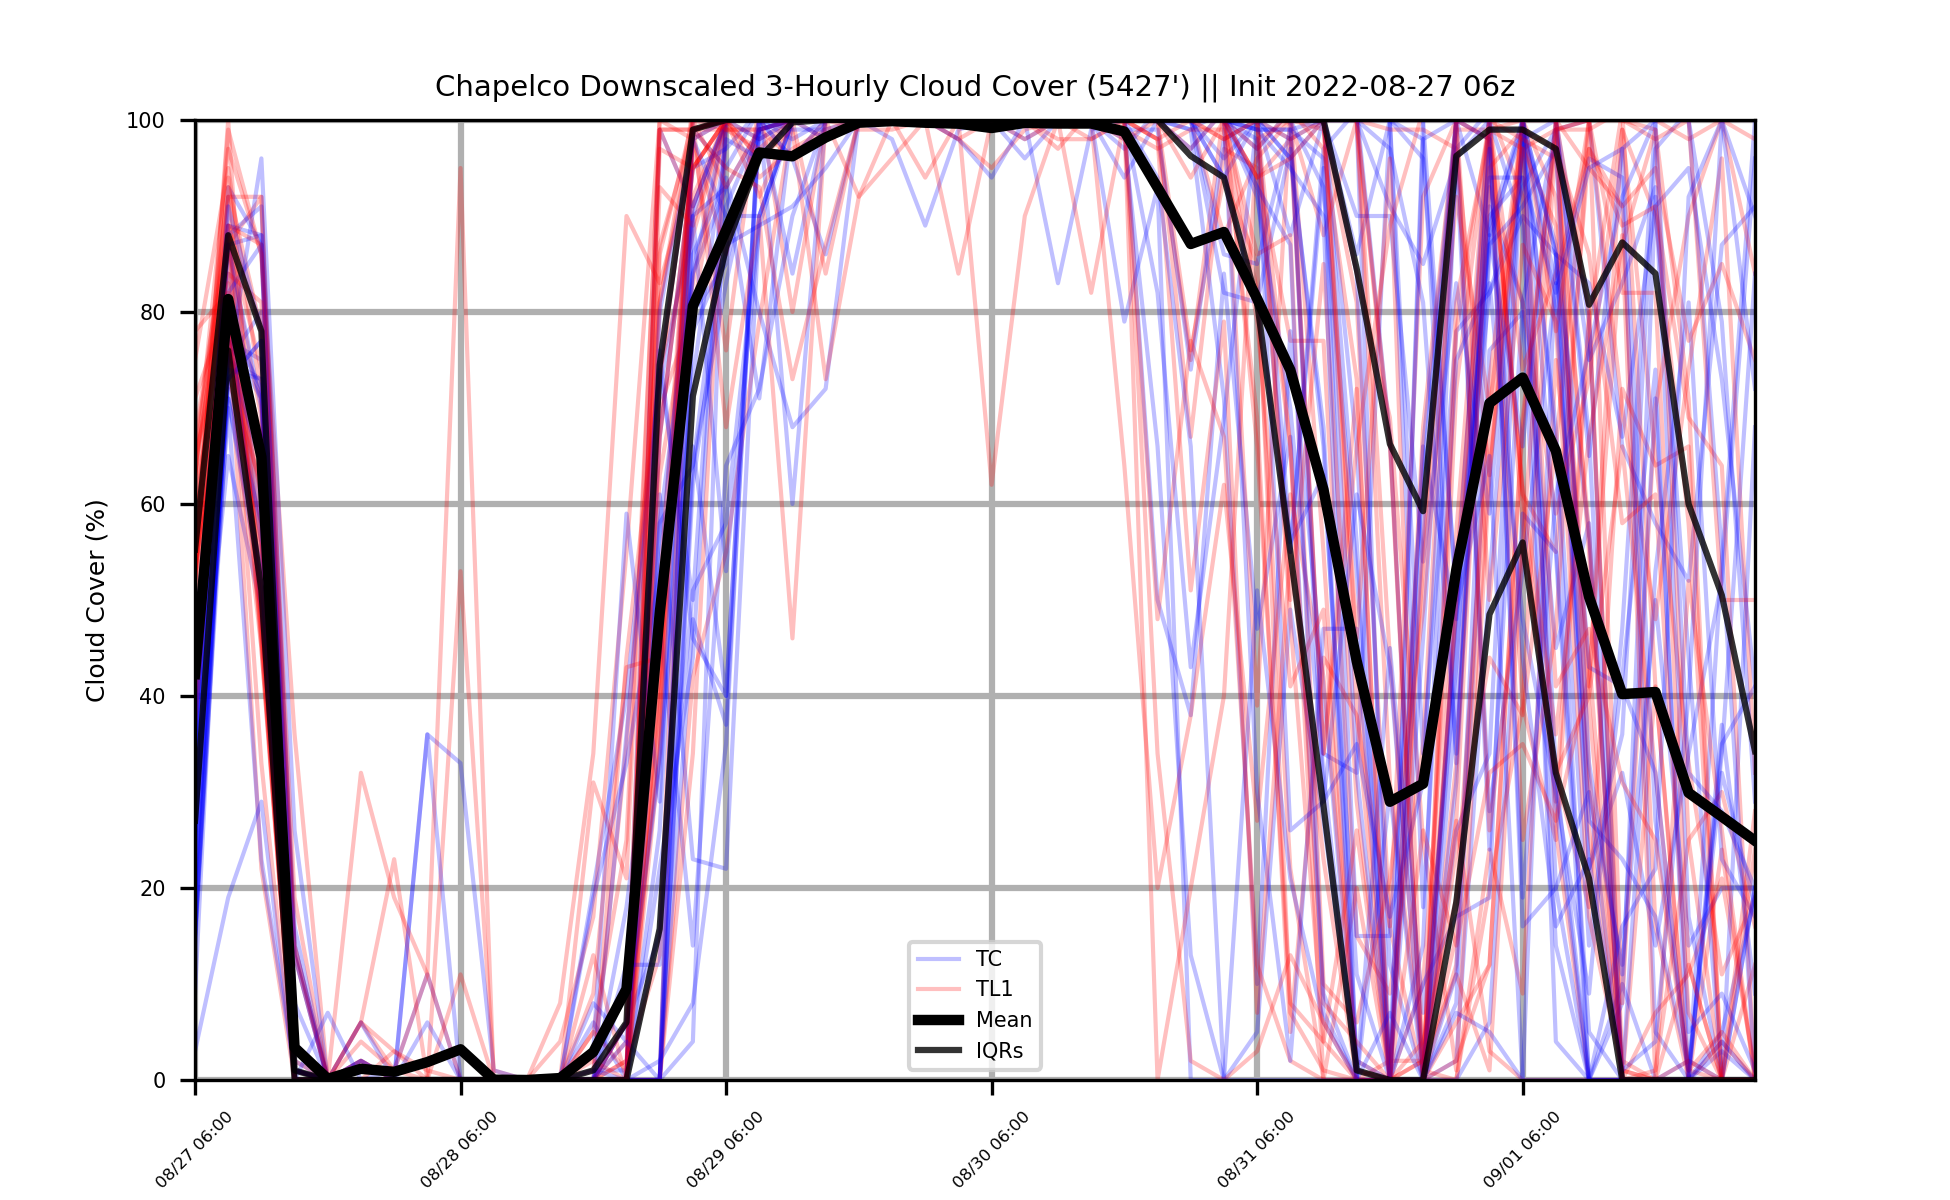 Chapelco Downscaled 3-Hourly Cloud Cover (5427') || Init 2022-08-27 06z
Cloud Cover (%)
100
80
60
40
20
0
TC
TL1
Mean
IQRs
08/27 06:00
08/28 06:00
08/29 06:00
08/30 06:00
08/31 06:00
09/01 06:00